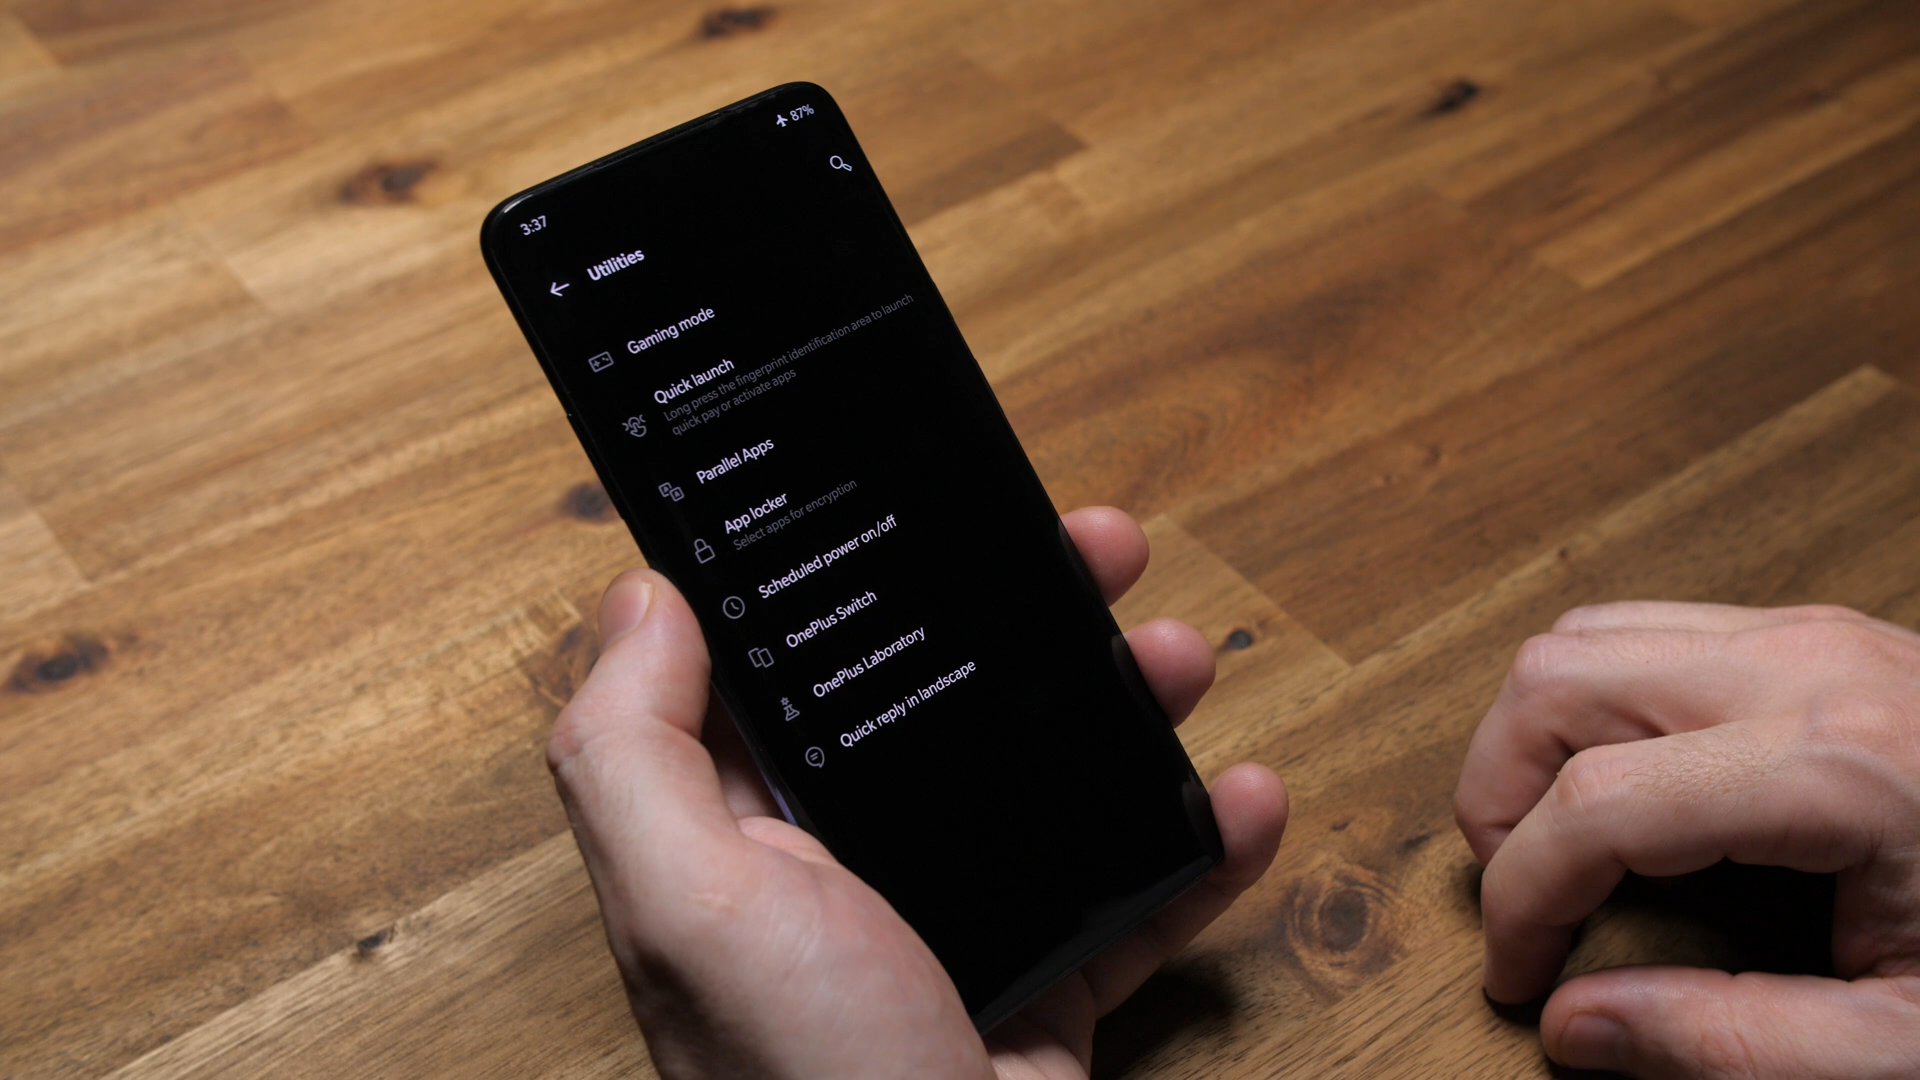 3:37
87%
Utilities
Gaming mode
Quick launch
Long press the fingerprint identification area to launch
quick pay or activate apps
Parallel Apps
App locker
Select apps for encryption
Scheduled power on/off
OnePlus Switch
OnePlus Laboratory
Quick reply in landscape